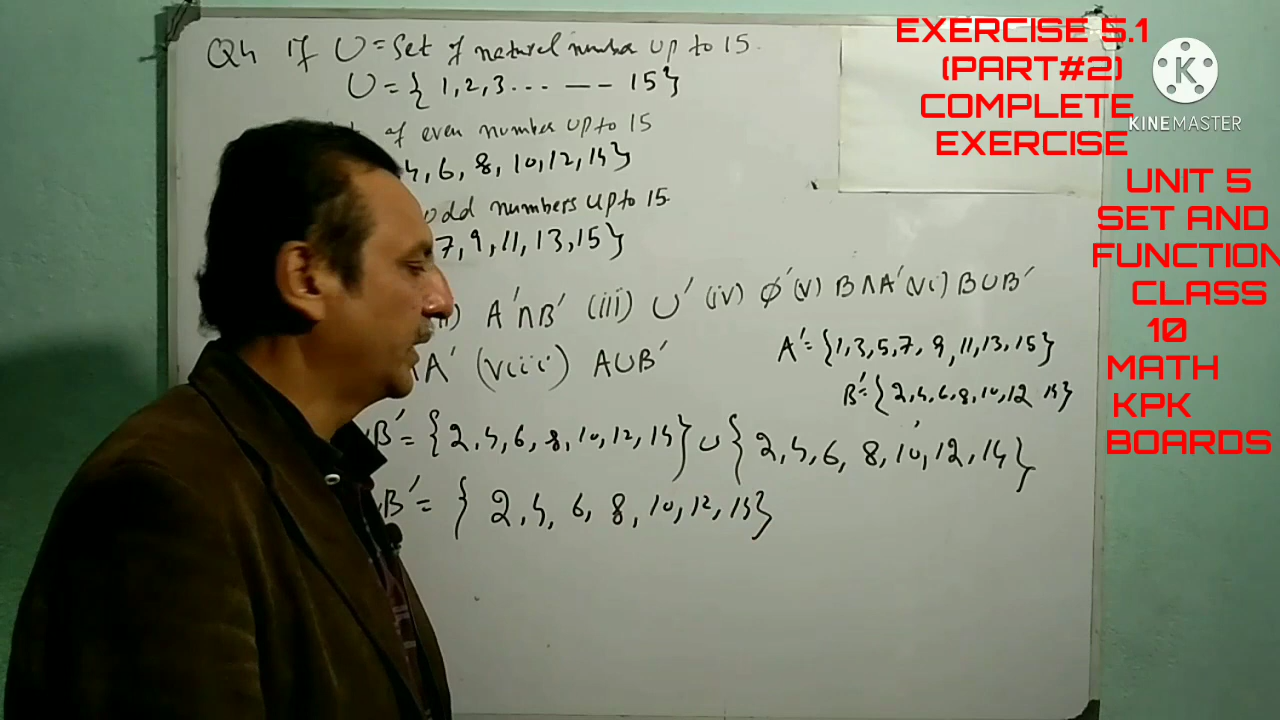 Q4 If U = Set of natural number up to 15.
U = { 1, 2, 3 ... --- 15 }
of even number up to 15
4, 6, 8, 10, 12, 14 }
odd numbers up to 15.
7, 9, 11, 13, 15 }
A′∩B′ (iii) U′ (iv) φ′ (v) B∩A′ (vi) B∪B′
A′ (viii) A∪B′
A′ = { 1, 3, 5, 7, 9, 11, 13, 15 }
B′ = { 2, 4, 6, 8, 10, 12 14 }
B′ = { 2, 4, 6, 8, 10, 12, 14 } ∪ { 2, 4, 6, 8, 10, 12, 14 }
B′ = { 2, 4, 6, 8, 10, 12, 14 }
EXERCISE 5.1
(PART#2)
COMPLETE
EXERCISE
K
KINEMASTER
UNIT 5
SET AND
FUNCTION
CLASS
10
MATH
KPK
BOARDS